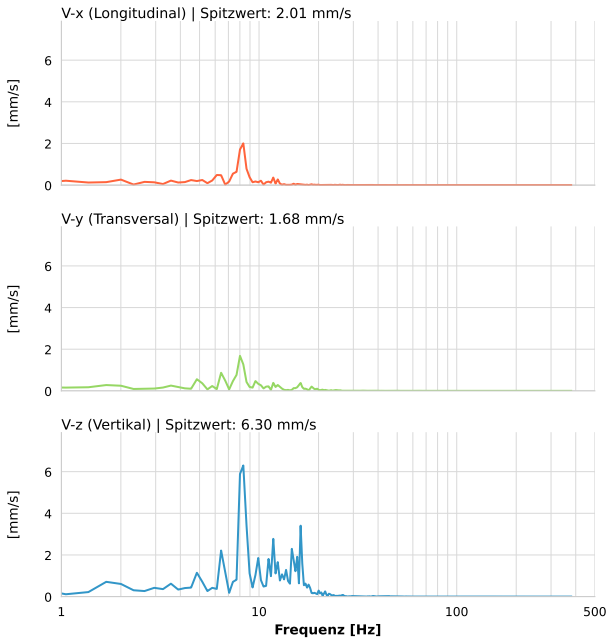 V-x (Longitudinal) | Spitzwert: 2.01 mm/s
[mm/s]
6
4
2
0
V-y (Transversal) | Spitzwert: 1.68 mm/s
[mm/s]
6
4
2
0
V-z (Vertikal) | Spitzwert: 6.30 mm/s
[mm/s]
6
4
2
0
1 10 100 500
Frequenz [Hz]